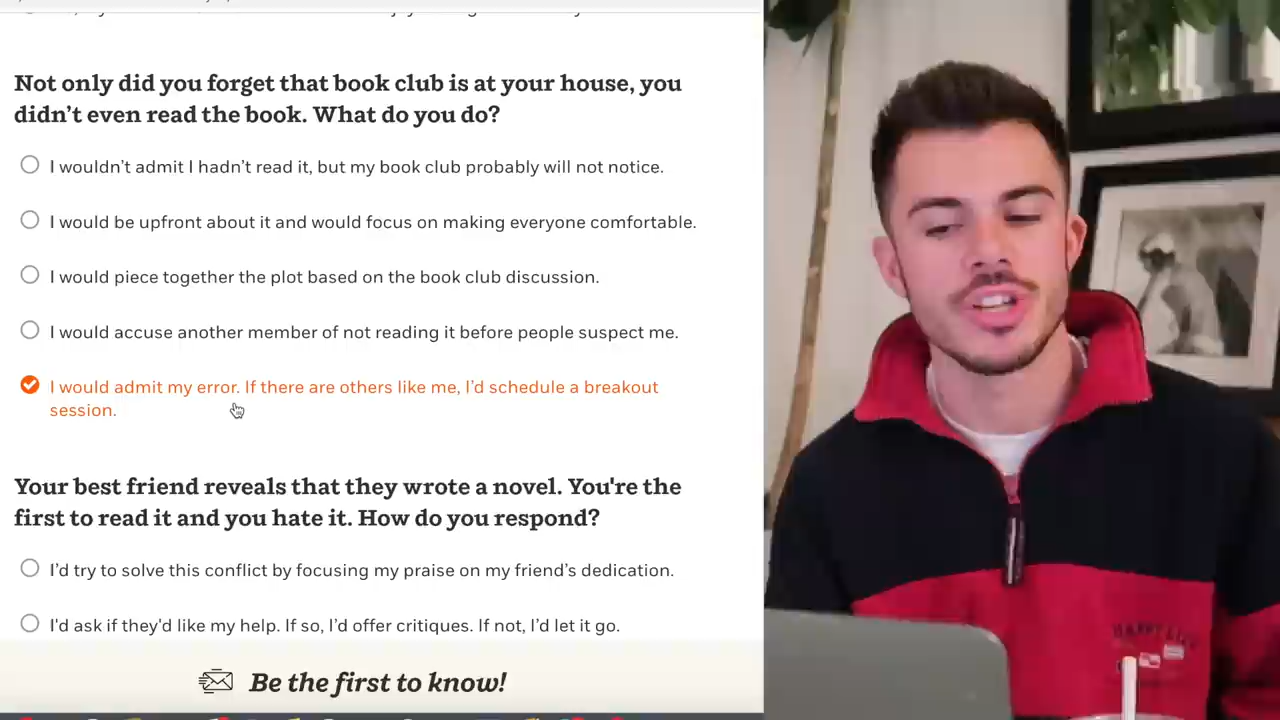 Not only did you forget that book club is at your house, you
didn’t even read the book. What do you do?
I wouldn’t admit I hadn’t read it, but my book club probably will not notice.
I would be upfront about it and would focus on making everyone comfortable.
I would piece together the plot based on the book club discussion.
I would accuse another member of not reading it before people suspect me.
I would admit my error. If there are others like me, I’d schedule a breakout
session.
Your best friend reveals that they wrote a novel. You're the
first to read it and you hate it. How do you respond?
I’d try to solve this conflict by focusing my praise on my friend’s dedication.
I'd ask if they'd like my help. If so, I’d offer critiques. If not, I’d let it go.
Be the first to know!